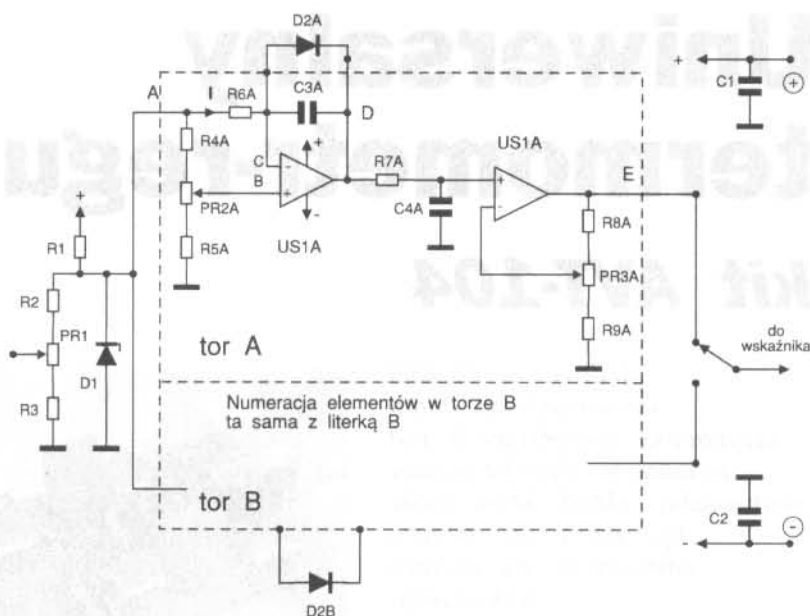 D2A
A
R6A
C3A
D
+
C1
+
R4A
C
-
B
+
+
-
US1A
PR2A
R5A
R7A
C4A
US1A
+
-
E
R8A
PR3A
R9A
+
R1
R2
PR1
R3
D1
tor A
do
wskaźnika
Numeracja elementów w torze B
ta sama z literką B
tor B
C2
-
-
D2B